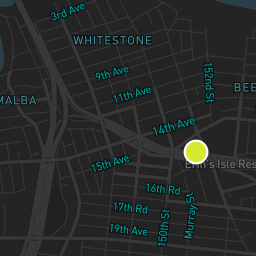 3rd Ave
WHITESTONE
9th Ave
152nd St
11th Ave
BEE
MALBA
14th Ave
15th Ave
Erin's Isle Res
16th Rd
17th Rd
150th St
Murray St
19th Ave